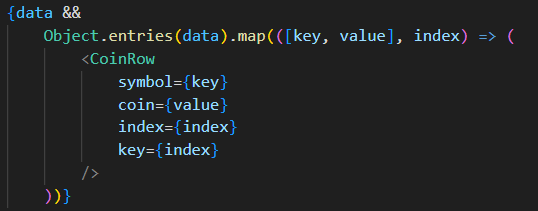 {data &&
Object.entries(data).map(([key, value], index) => (
<CoinRow
symbol={key}
coin={value}
index={index}
key={index}
/>
))}